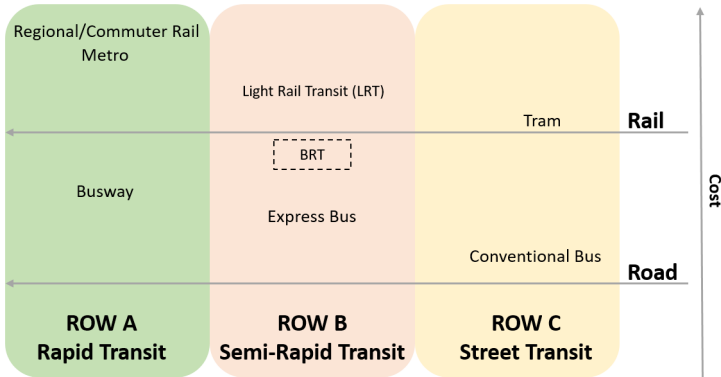 Regional/Commuter Rail
Metro
Light Rail Transit (LRT)
Tram
Rail
BRT
Busway
Cost
Express Bus
Conventional Bus
Road
ROW A
Rapid Transit
ROW B
Semi-Rapid Transit
ROW C
Street Transit